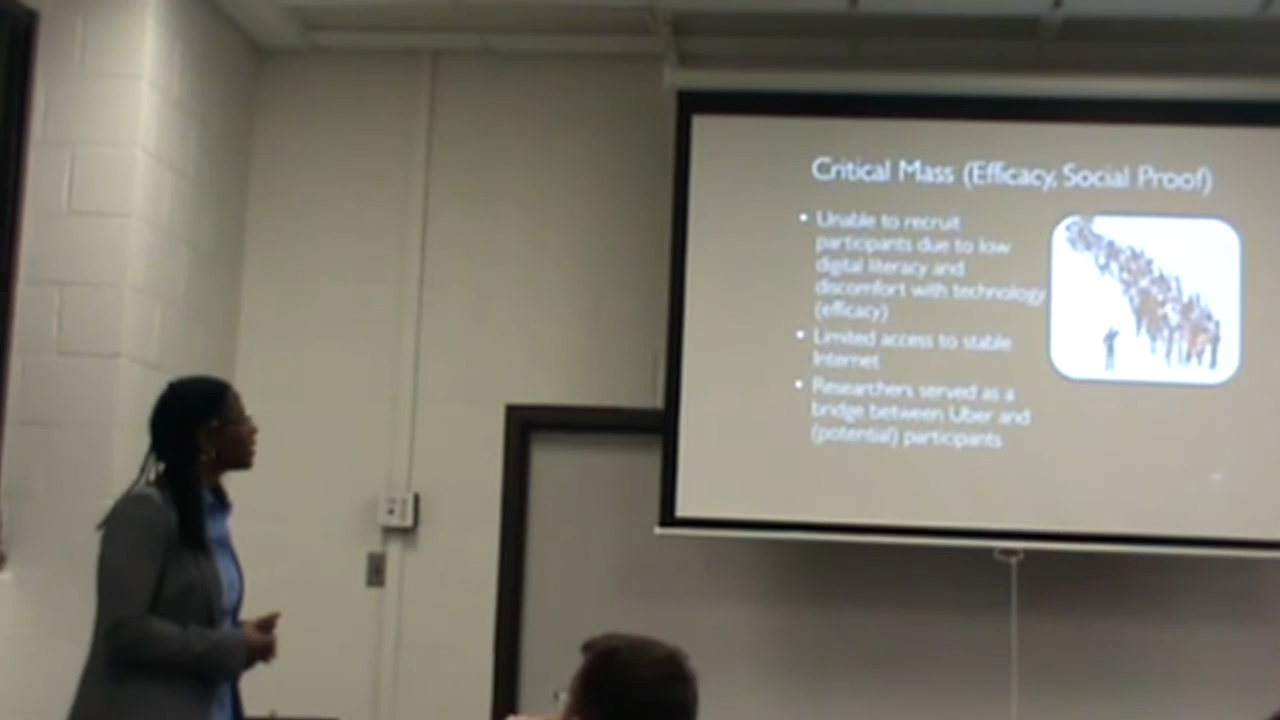 Critical Mass (Efficacy, Social Proof)
• Unable to recruit
participants due to low
digital literacy and
discomfort with technology
(efficacy)
• Limited access to stable
Internet
• Researchers served as a
bridge between Uber and
(potential) participants